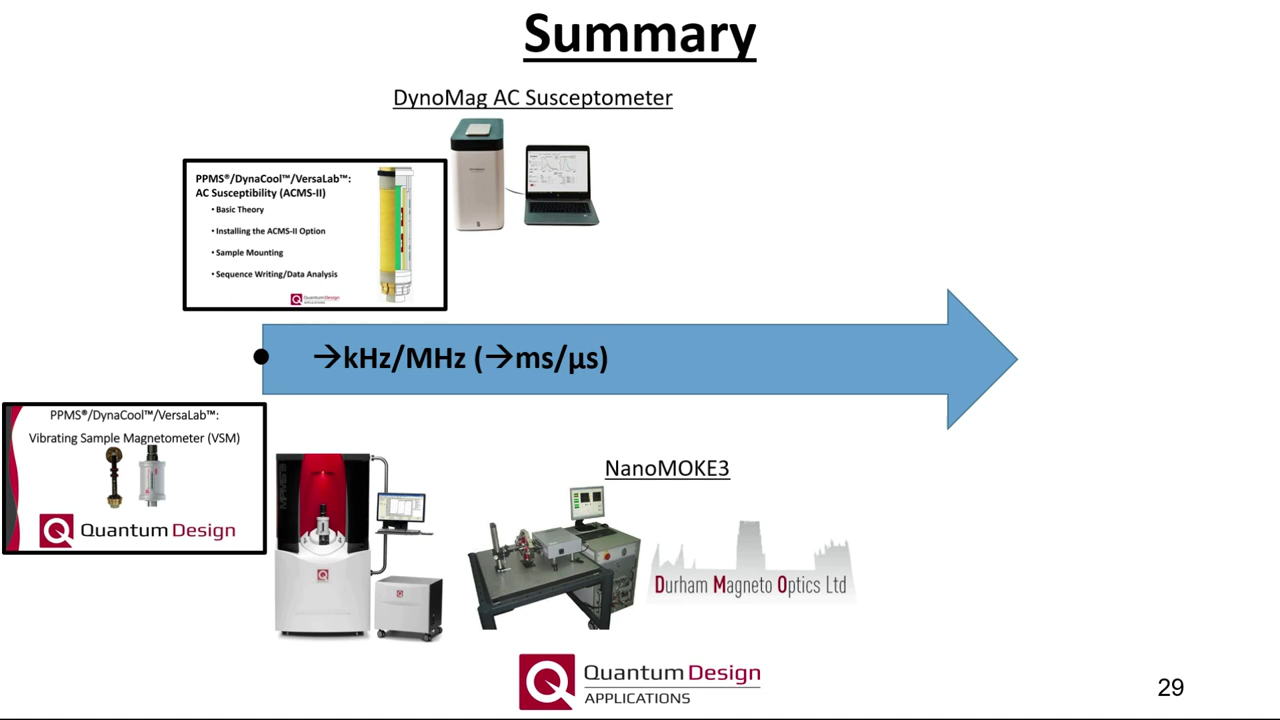 Summary
DynoMag AC Susceptometer
PPMS®/DynaCool™/VersaLab™:
AC Susceptibility (ACMS-II)
• Basic Theory
• Installing the ACMS-II Option
• Sample Mounting
• Sequence Writing/Data Analysis
Quantum Design
APPLICATIONS
• →kHz/MHz (→ms/μs)
PPMS®/DynaCool™/VersaLab™:
Vibrating Sample Magnetometer (VSM)
Quantum Design
MPMS3
NanoMOKE3
Durham Magneto Optics Ltd
Quantum Design
APPLICATIONS
29